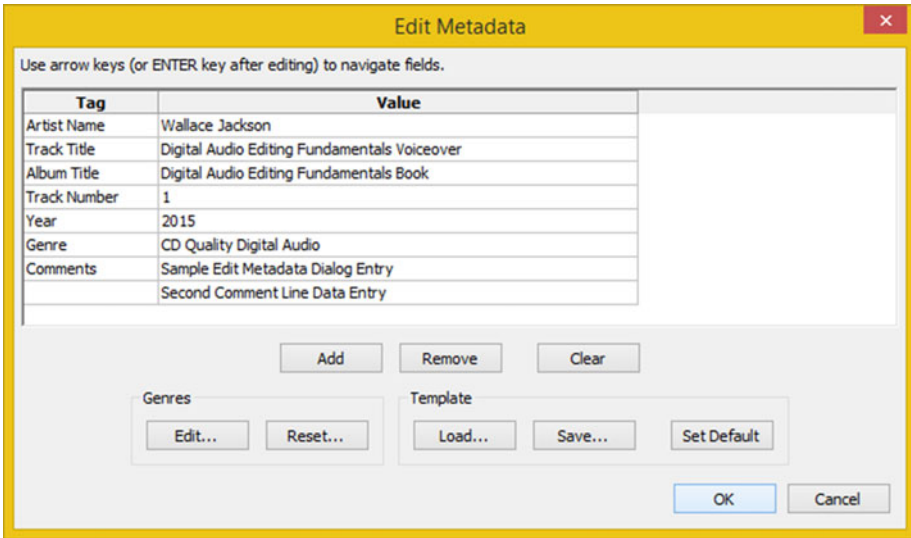 Edit Metadata
Use arrow keys (or ENTER key after editing) to navigate fields.
Tag Value
Artist Name Wallace Jackson
Track Title Digital Audio Editing Fundamentals Voiceover
Album Title Digital Audio Editing Fundamentals Book
Track Number 1
Year 2015
Genre CD Quality Digital Audio
Comments Sample Edit Metadata Dialog Entry
Second Comment Line Data Entry
Add Remove Clear
Genres Template
Edit... Reset... Load... Save... Set Default
OK Cancel